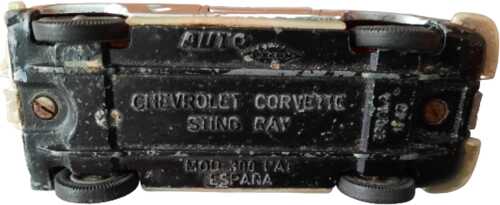 AUTO
CHEVROLET CORVETTE
STING RAY
MOD 300 PAT
ESPAÑA